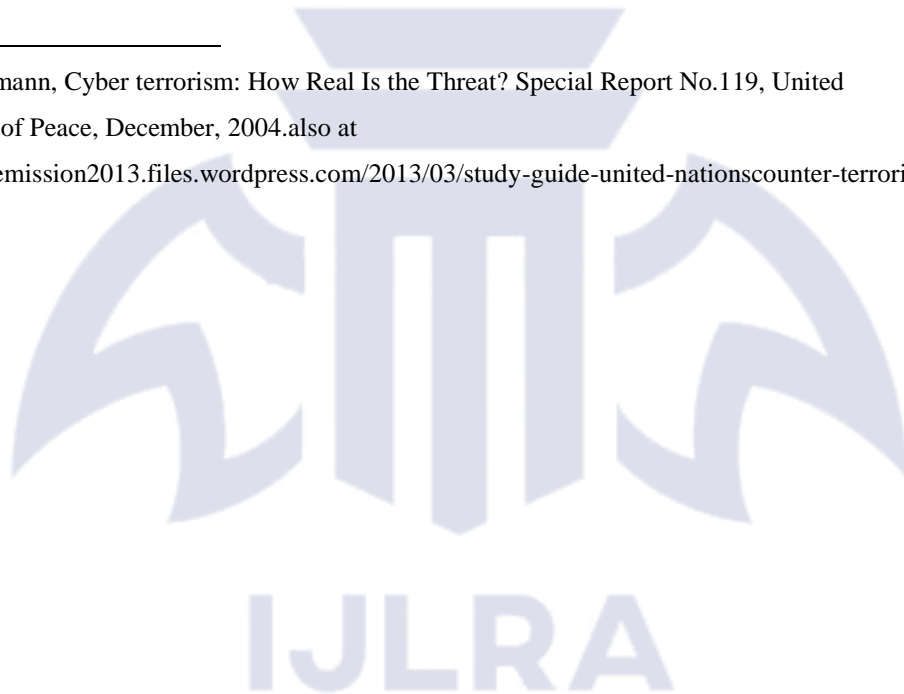 mann, Cyber terrorism: How Real Is the Threat? Special Report No.119, United
of Peace, December, 2004.also at
emission2013.files.wordpress.com/2013/03/study-guide-united-nationscounter-terrori
IJLRA